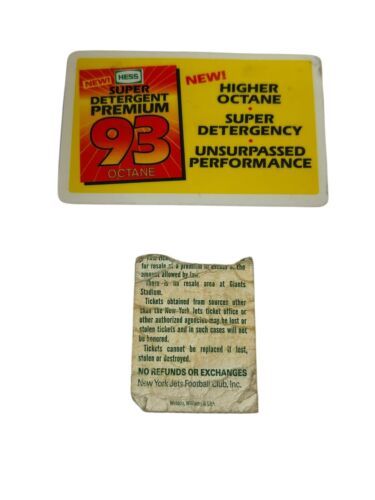 NEW!
HESS
SUPER
DETERGENT
PREMIUM
93
OCTANE
NEW!
HIGHER
OCTANE
•
SUPER
DETERGENCY
•
UNSURPASSED
PERFORMANCE
for resale at a premium in excess of the
amount allowed by law.
There is no resale area at Giants
Stadium.
Tickets obtained from sources other
than the New York Jets ticket office or
other authorized agencies may be lost or
stolen tickets and in such cases will not
be honored.
Tickets cannot be replaced if lost,
stolen or destroyed.
NO REFUNDS OR EXCHANGES
New York Jets Football Club, Inc.
Weldon, Williams & Lick